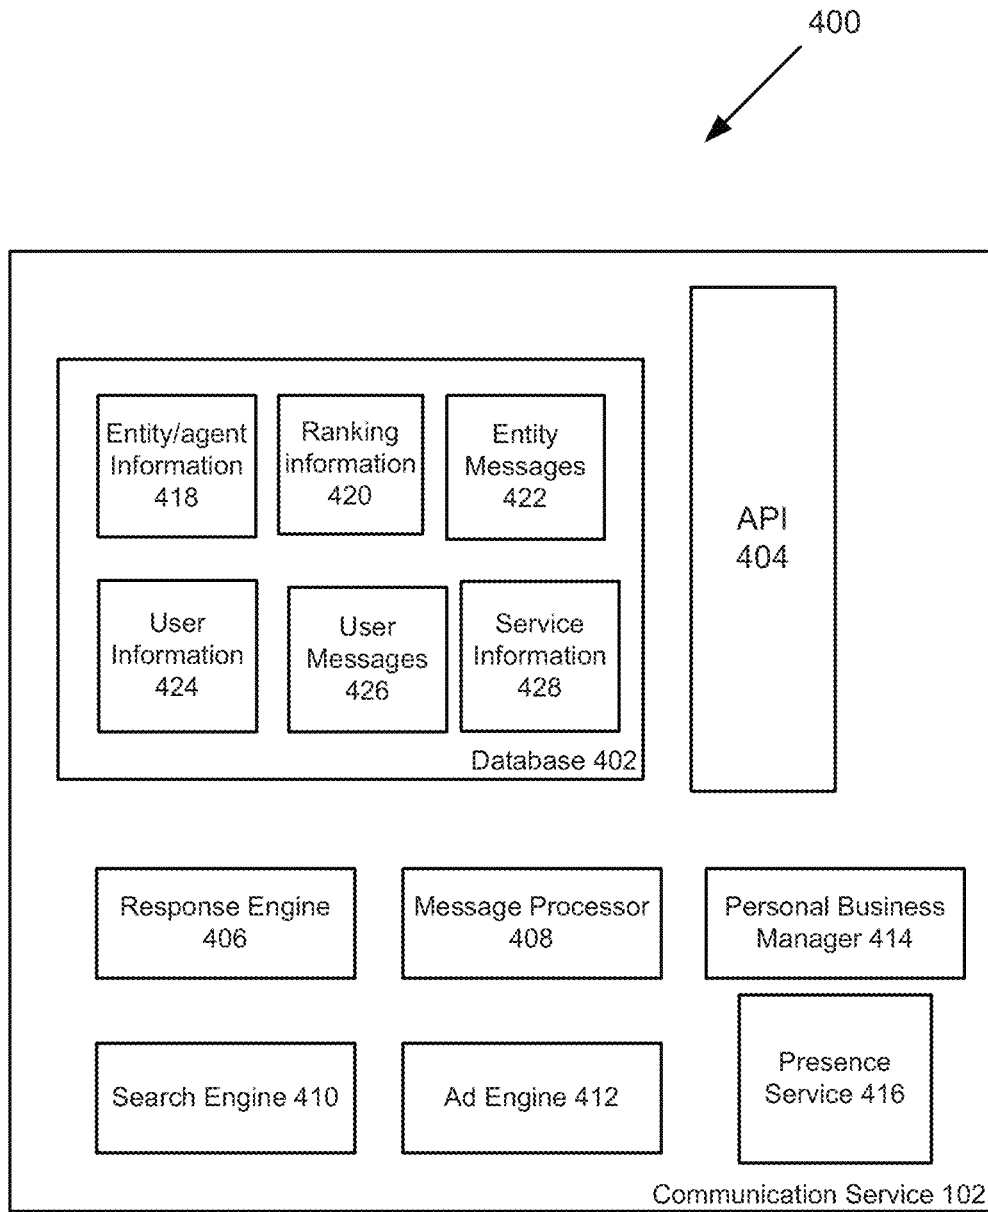 400
Entity/agent
Information
418
Ranking
information
420
Entity
Messages
422
API
404
User
Information
424
User
Messages
426
Service
Information
428
Database 402
Response Engine
406
Message Processor
408
Personal Business
Manager 414
Search Engine 410
Ad Engine 412
Presence
Service 416
Communication Service 102